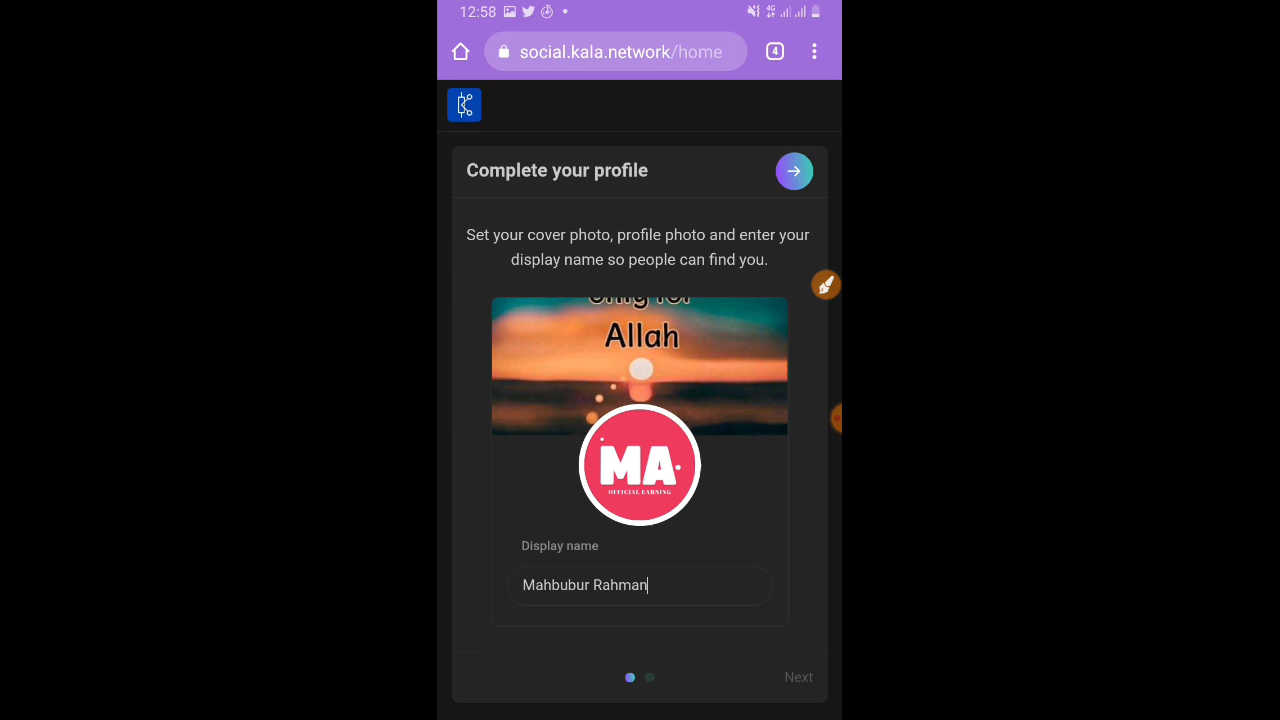 12:58
4G
social.kala.network/home
4
Complete your profile
Set your cover photo, profile photo and enter your
display name so people can find you.
Allah
MA
OFFICIAL EARNING
Display name
Mahbubur Rahman
Next